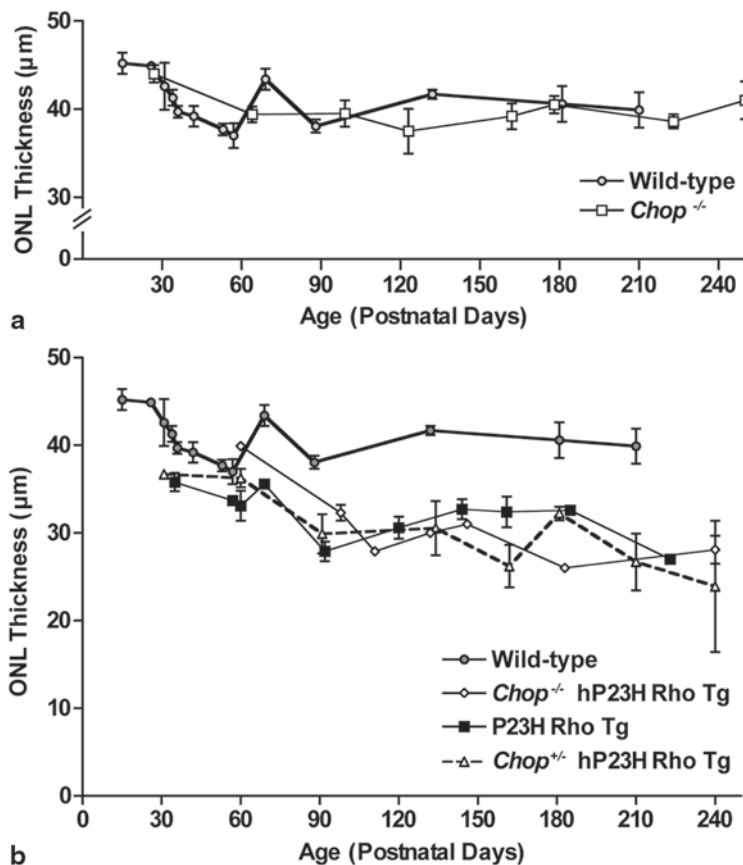 50
40
30
0
ONL Thickness (µm)
Wild-type
Chop -/-
30 60 90 120 150 180 210 240
Age (Postnatal Days)
a
50
40
30
20
10
0
ONL Thickness (µm)
Wild-type
Chop -/- hP23H Rho Tg
P23H Rho Tg
Chop +/- hP23H Rho Tg
0 30 60 90 120 150 180 210 240
Age (Postnatal Days)
b